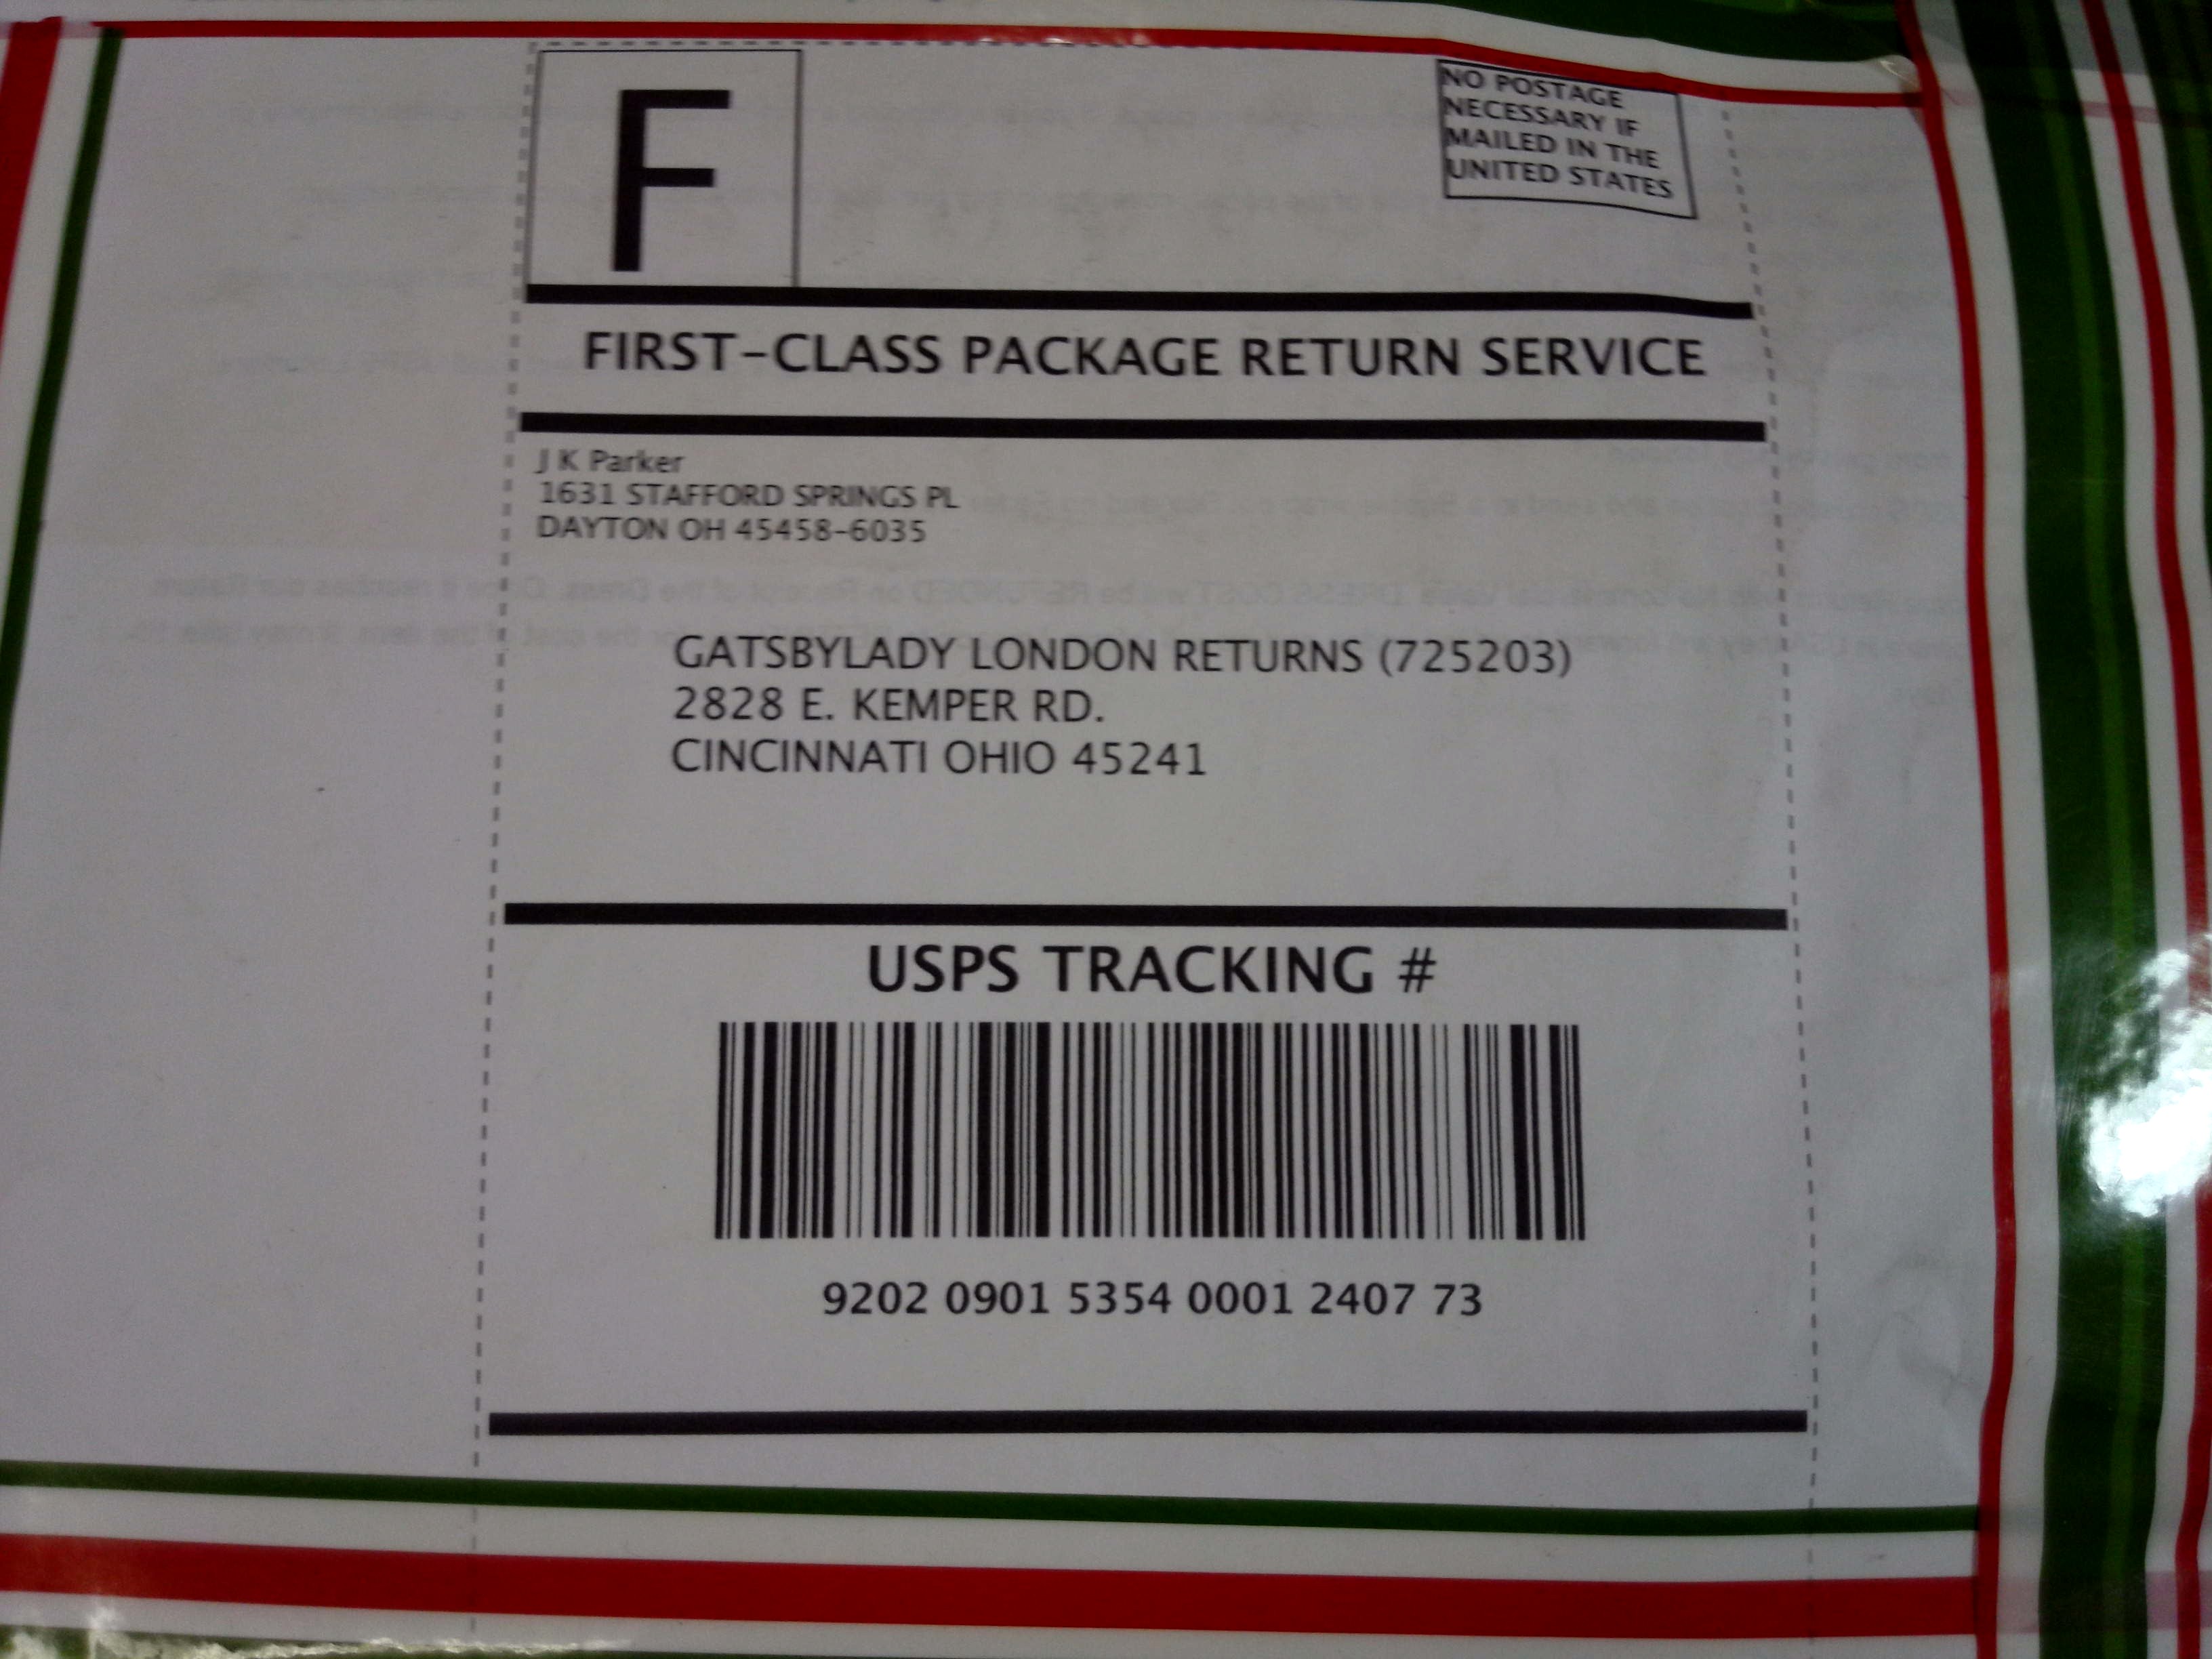 F
NO POSTAGE
NECESSARY IF
MAILED IN THE
UNITED STATES
FIRST-CLASS PACKAGE RETURN SERVICE
J K Parker
1631 STAFFORD SPRINGS PL
DAYTON OH 45458-6035
GATSBYLADY LONDON RETURNS (725203)
2828 E. KEMPER RD.
CINCINNATI OHIO 45241
USPS TRACKING #
9202 0901 5354 0001 2407 73